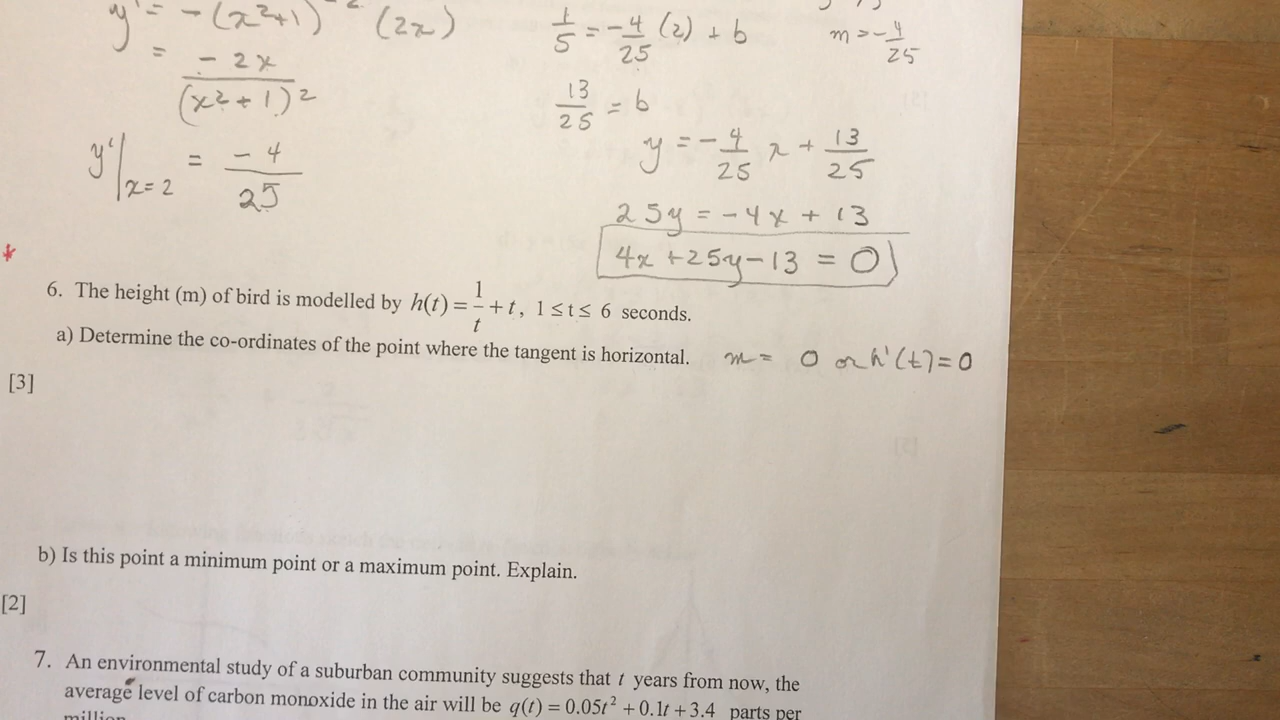 y' = -(x²+1)⁻² (2x)
= -2x / (x²+1)²
y'|x=2 = -4/25
1/5 = -4/25 (2) + b
13/25 = b
m = -4/25
y = -4/25 x + 13/25
25y = -4x + 13
4x + 25y - 13 = 0
*
6. The height (m) of bird is modelled by h(t) = 1/t + t, 1 ≤ t ≤ 6 seconds.
a) Determine the co-ordinates of the point where the tangent is horizontal. m = 0 or h'(t) = 0
[3]
b) Is this point a minimum point or a maximum point. Explain.
[2]
7. An environmental study of a suburban community suggests that t years from now, the
average level of carbon monoxide in the air will be q(t) = 0.05t² + 0.1t + 3.4 parts per
million